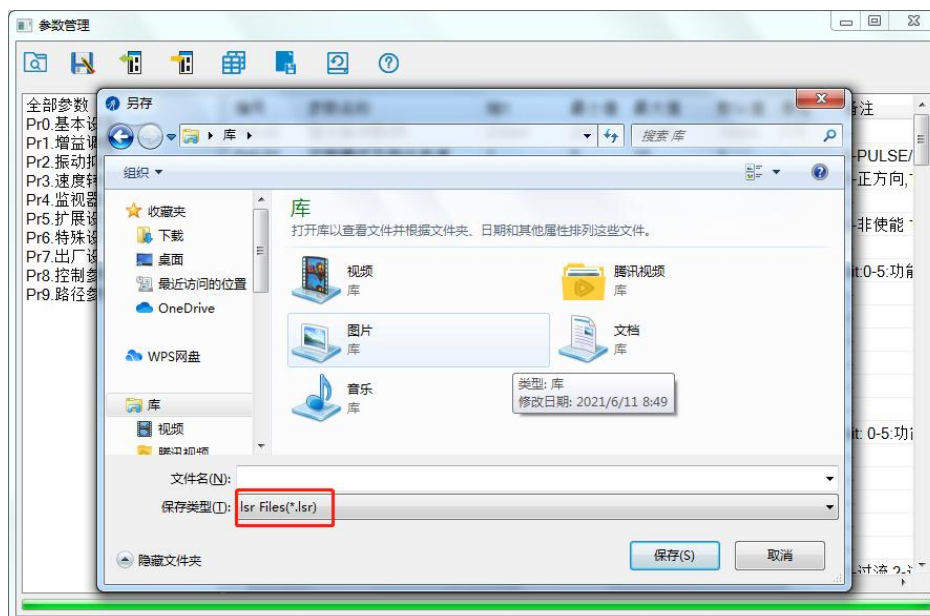 参数管理
全部参数
Pr0.基本设
Pr1.增益调
Pr2.振动抑
Pr3.速度转
Pr4.监视器
Pr5.扩展设
Pr6.特殊设
Pr7.出厂设
Pr8.控制参
Pr9.路径参
另存
库
搜索 库
组织
收藏夹
下载
桌面
最近访问的位置
OneDrive
WPS网盘
库
视频
腾讯视频
库
打开库以查看文件并根据文件夹、日期和其他属性排列这些文件。
视频
库
腾讯视频
库
图片
库
文档
库
音乐
库
类型: 库
修改日期: 2021/6/11 8:49
文件名(N):
保存类型(T): lsr Files(*.lsr)
隐藏文件夹
保存(S)
取消
注
-PULSE/
-正方向,
-非使能
it:0-5:功能
it: 0-5:功能
-过流 2-